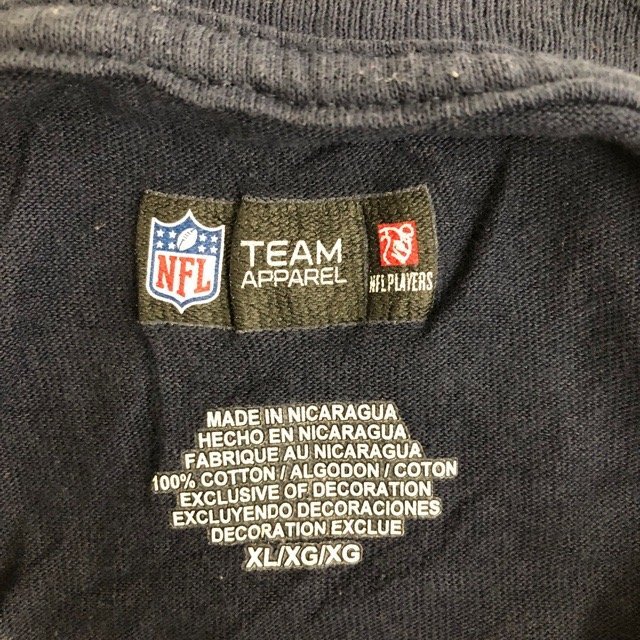 NFL
TEAM
APPAREL
NFL PLAYERS
MADE IN NICARAGUA
HECHO EN NICARAGUA
FABRIQUE AU NICARAGUA
100% COTTON / ALGODON / COTON
EXCLUSIVE OF DECORATION
EXCLUYENDO DECORACIONES
DECORATION EXCLUE
XL/XG/XG